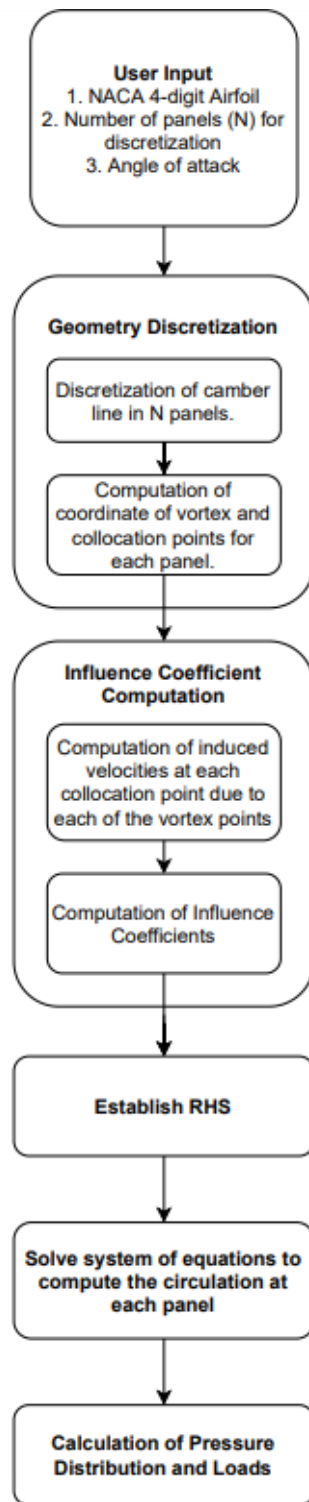 User Input
1. NACA 4-digit Airfoil
2. Number of panels (N) for
discretization
3. Angle of attack
Geometry Discretization
Discretization of camber
line in N panels.
Computation of
coordinate of vortex and
collocation points for
each panel.
Influence Coefficient
Computation
Computation of induced
velocities at each
collocation point due to
each of the vortex points
Computation of Influence
Coefficients
Establish RHS
Solve system of equations to
compute the circulation at
each panel
Calculation of Pressure
Distribution and Loads